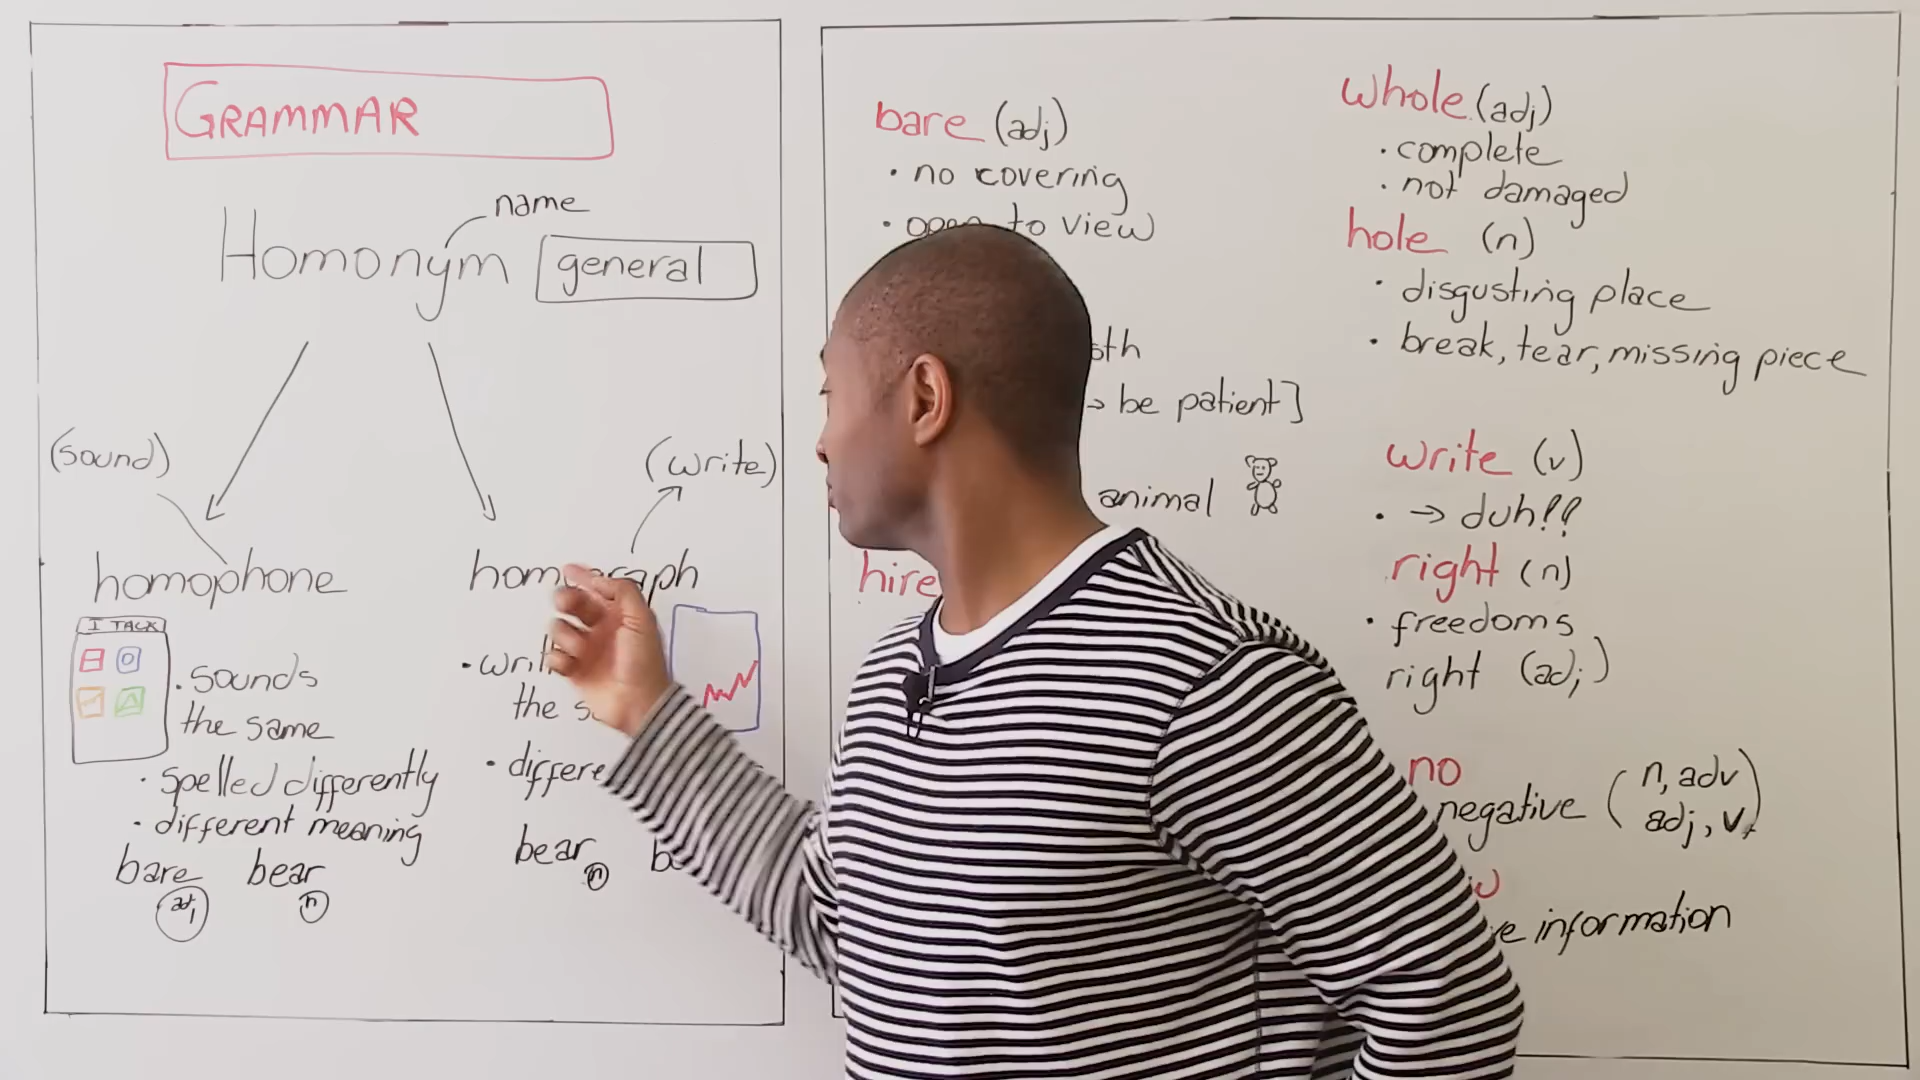 GRAMMAR
name
Homonym
general
(sound)
(write)
homophone
I TALK
• sounds
the same
• spelled differently
• different meaning
bare bear
adj n
the
bear
n
bare (adj)
• no covering
• open to view
be patient]
animal
hire
whole (adj)
• complete
• not damaged
hole (n)
• disgusting place
• break, tear, missing piece
write (v)
• → duh!!
right (n)
• freedoms
right (adj)
no
negative (n, adv
adj, v)
information